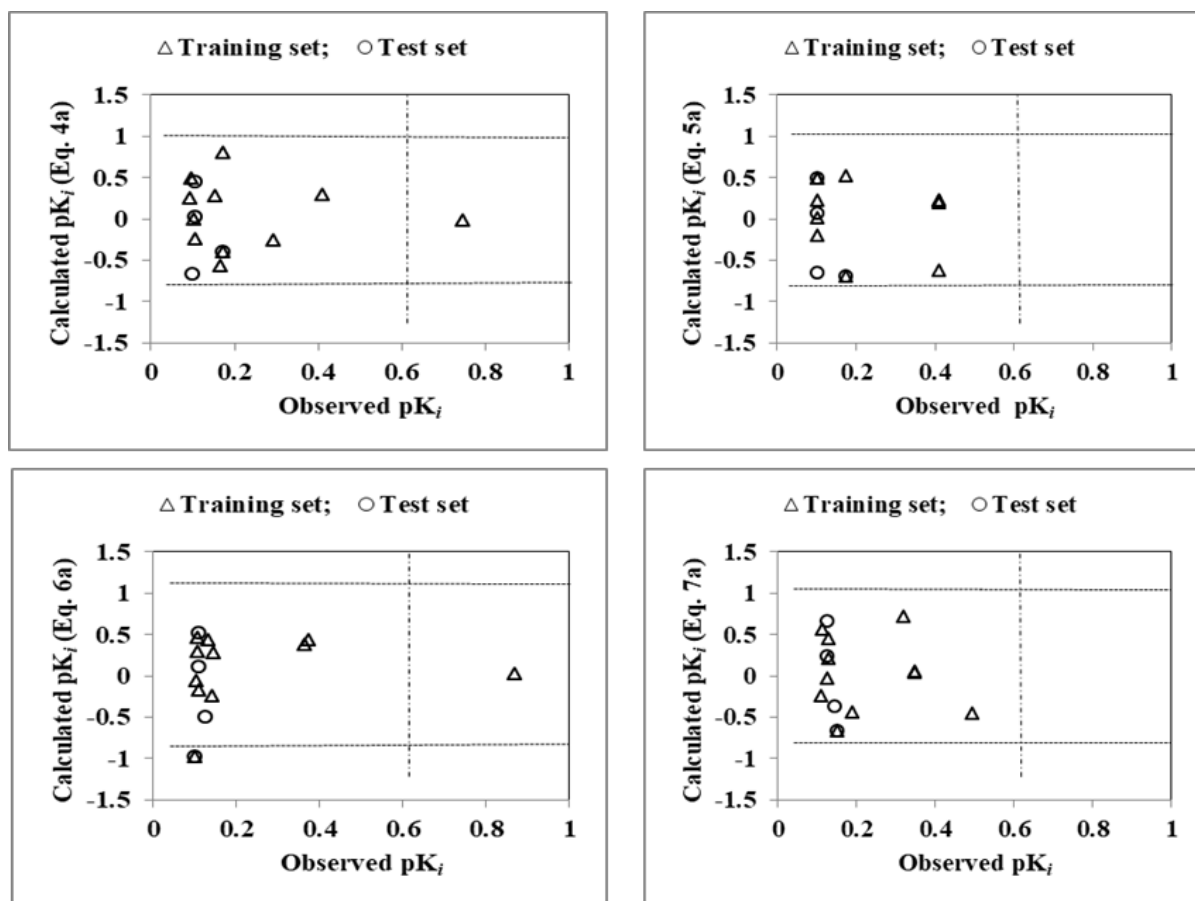 △ Training set; ○ Test set
Calculated pKi (Eq. 4a)
1.5
1
0.5
0
-0.5
-1
-1.5
0 0.2 0.4 0.6 0.8 1
Observed pKi
△ Training set; ○ Test set
Calculated pKi (Eq. 5a)
1.5
1
0.5
0
-0.5
-1
-1.5
0 0.2 0.4 0.6 0.8 1
Observed pKi
△ Training set; ○ Test set
Calculated pKi (Eq. 6a)
1.5
1
0.5
0
-0.5
-1
-1.5
0 0.2 0.4 0.6 0.8 1
Observed pKi
△ Training set; ○ Test set
Calculated pKi (Eq. 7a)
1.5
1
0.5
0
-0.5
-1
-1.5
0 0.2 0.4 0.6 0.8 1
Observed pKi